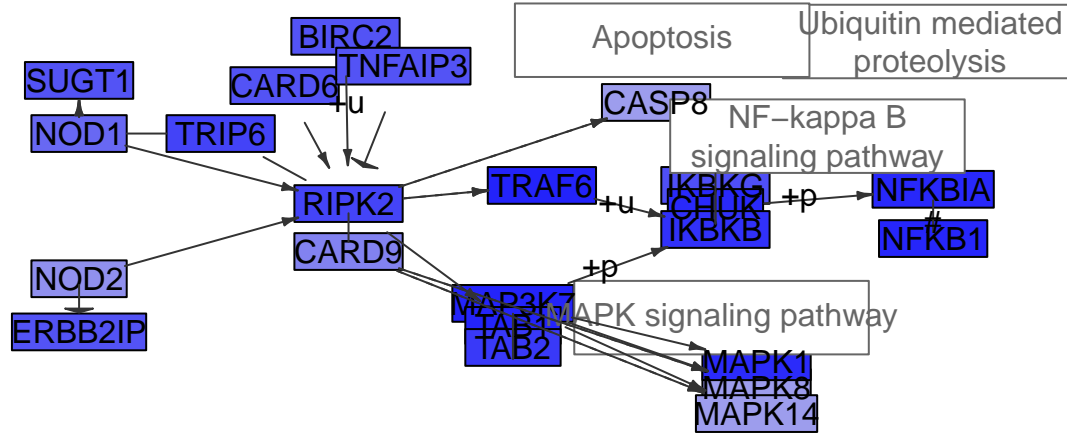 Apoptosis
Ubiquitin mediated
proteolysis
BIRC2
TNFAIP3
CARD6
+u
SUGT1
NOD1
TRIP6
CASP8
NF−kappa B
signaling pathway
RIPK2
TRAF6
+u
IKBKG
CHUK
IKBKB
+p
NFKBIA
#
NFKB1
CARD9
NOD2
ERBB2IP
+p
MAP3K7
TAB1
TAB2
MAPK signaling pathway
MAPK1
MAPK8
MAPK14